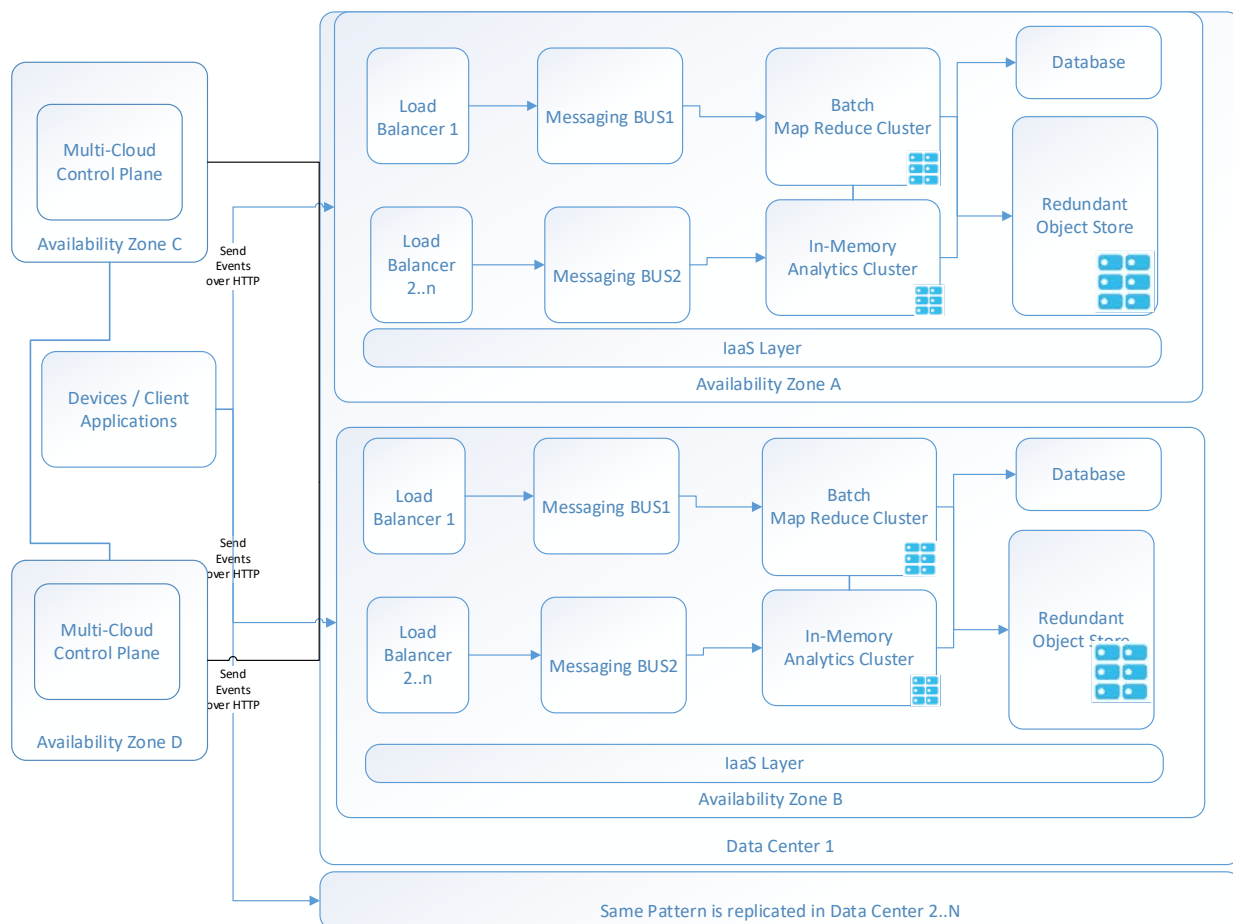 Multi-Cloud
Control Plane
Availability Zone C
Send
Events
over HTTP
Devices / Client
Applications
Send
Events
over HTTP
Multi-Cloud
Control Plane
Availability Zone D
Send
Events
over HTTP
Load
Balancer 1
Messaging BUS1
Batch
Map Reduce Cluster
Database
Load
Balancer
2..n
Messaging BUS2
In-Memory
Analytics Cluster
Redundant
Object Store
IaaS Layer
Availability Zone A
Load
Balancer 1
Messaging BUS1
Batch
Map Reduce Cluster
Database
Load
Balancer
2..n
Messaging BUS2
In-Memory
Analytics Cluster
Redundant
Object Store
IaaS Layer
Availability Zone B
Data Center 1
Same Pattern is replicated in Data Center 2..N